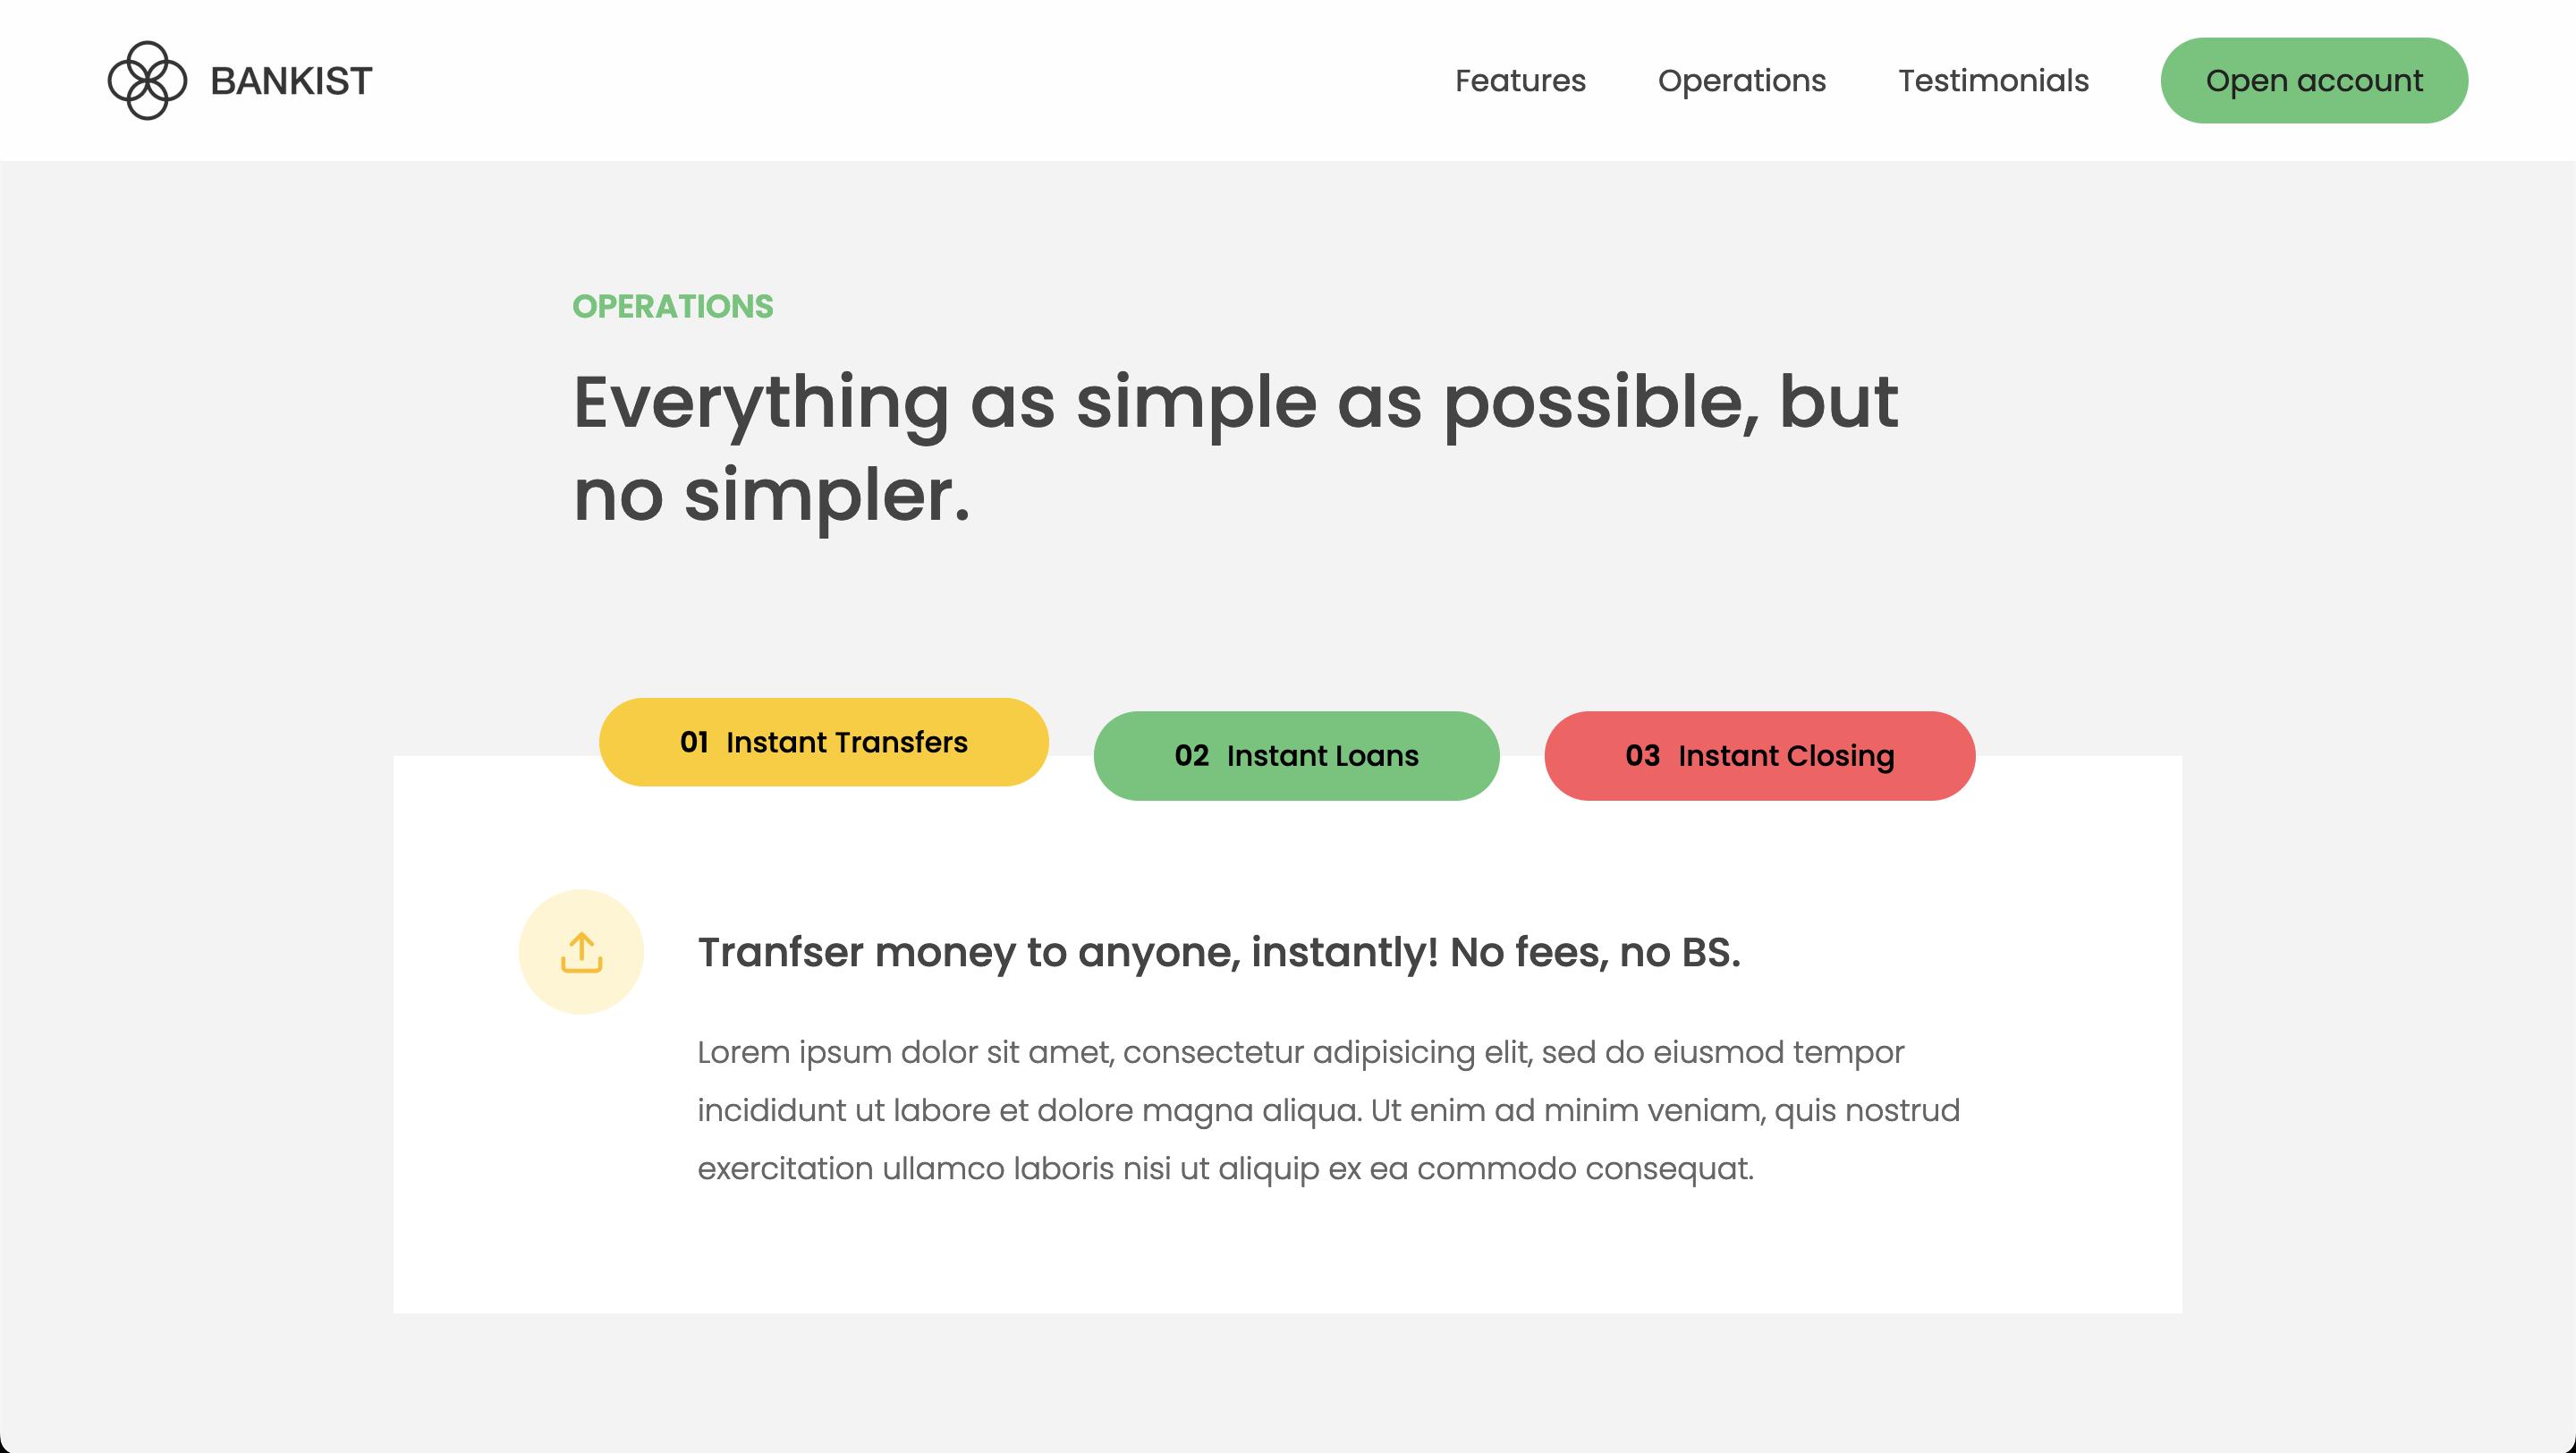 BANKIST
Features
Operations
Testimonials
Open account
OPERATIONS
Everything as simple as possible, but
no simpler.
01 Instant Transfers
02 Instant Loans
03 Instant Closing
Tranfser money to anyone, instantly! No fees, no BS.
Lorem ipsum dolor sit amet, consectetur adipisicing elit, sed do eiusmod tempor
incididunt ut labore et dolore magna aliqua. Ut enim ad minim veniam, quis nostrud
exercitation ullamco laboris nisi ut aliquip ex ea commodo consequat.